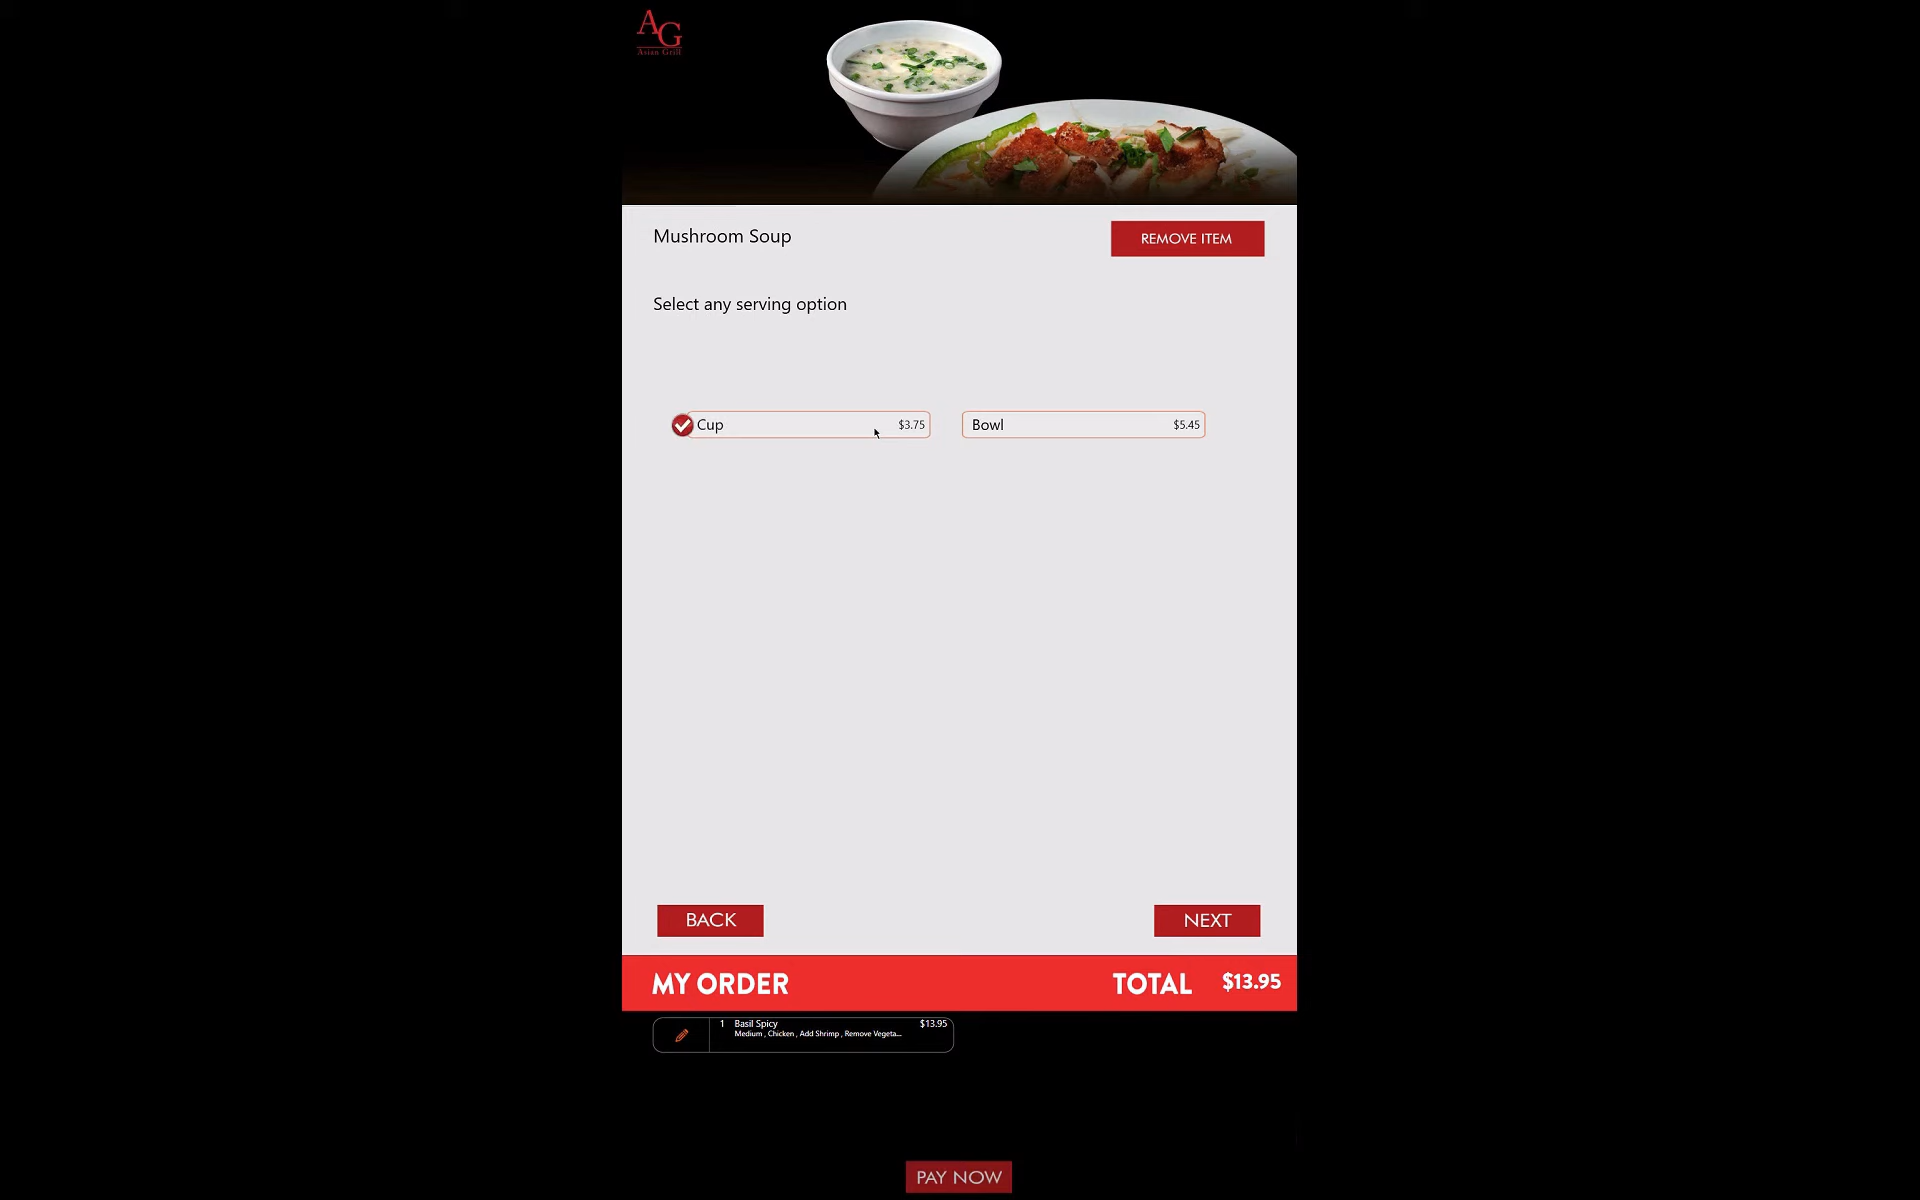 AG
Asian Grill
Mushroom Soup
REMOVE ITEM
Select any serving option
Cup $3.75
Bowl $5.45
BACK
NEXT
MY ORDER
TOTAL $13.95
1 Basil Spicy $13.95
Medium , Chicken , Add Shrimp , Remove Vegeta...
PAY NOW